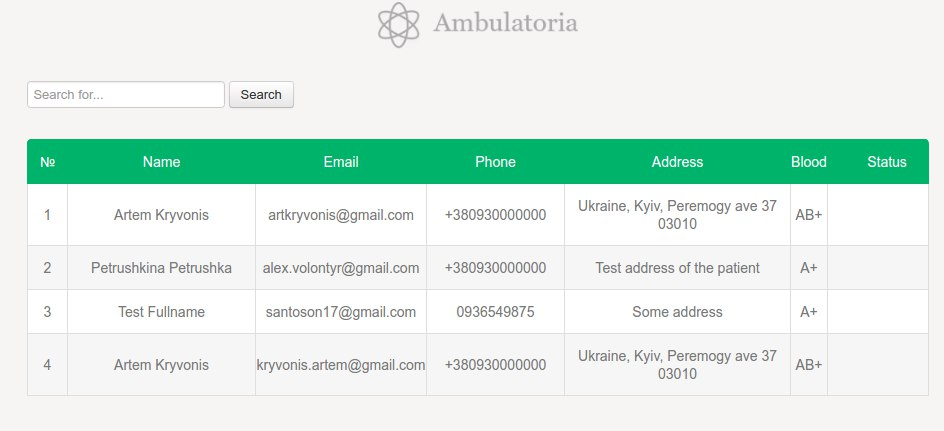 Ambulatoria
Search for... Search
№ Name Email Phone Address Blood Status
1 Artem Kryvonis artkryvonis@gmail.com +380930000000 Ukraine, Kyiv, Peremogy ave 37 AB+
03010
2 Petrushkina Petrushka alex.volontyr@gmail.com +380930000000 Test address of the patient A+
3 Test Fullname santoson17@gmail.com 0936549875 Some address A+
4 Artem Kryvonis kryvonis.artem@gmail.com +380930000000 Ukraine, Kyiv, Peremogy ave 37 AB+
03010